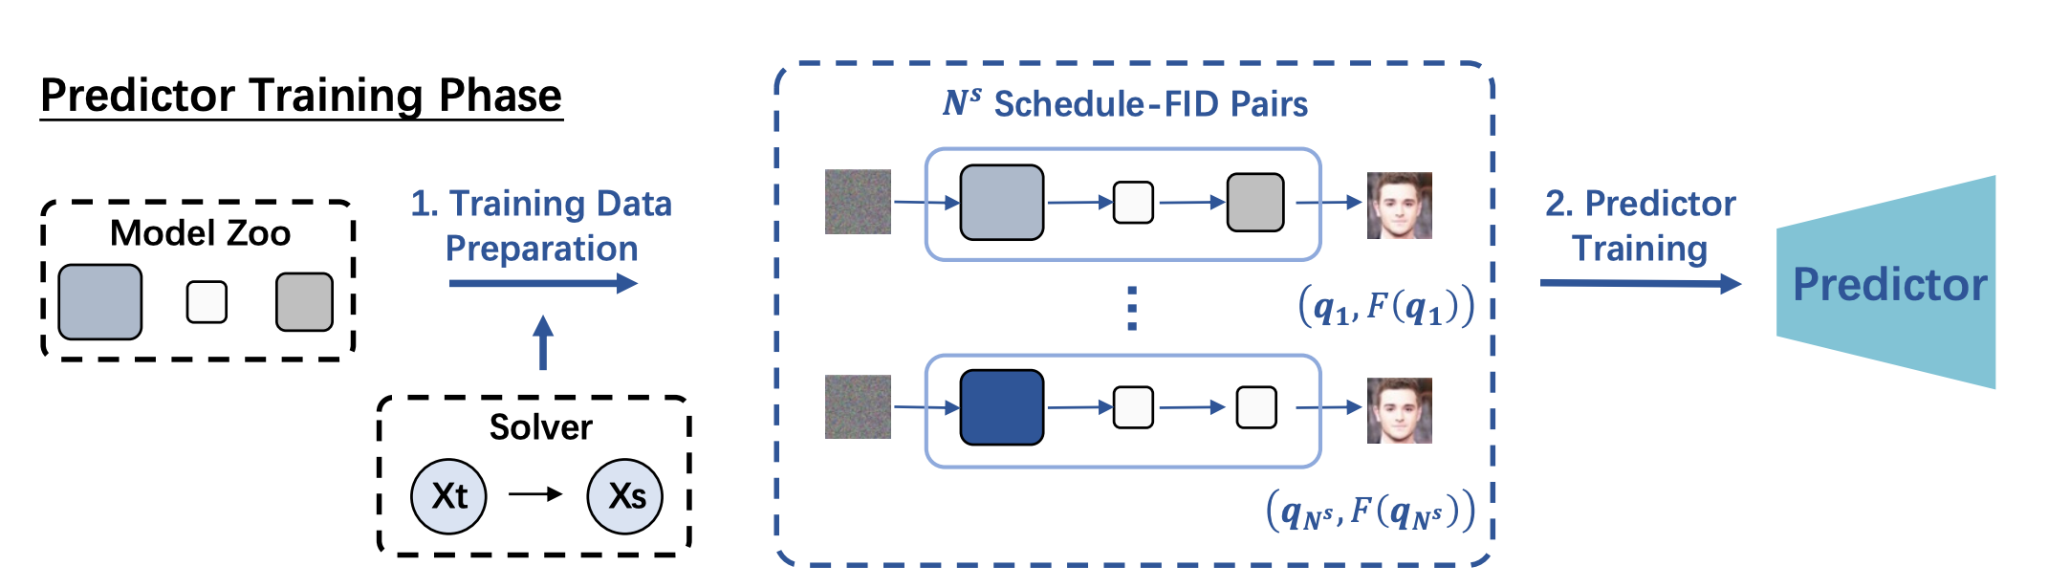 Predictor Training Phase
Model Zoo
1. Training Data
Preparation
Solver
Xt
Xs
$N^s$ Schedule-FID Pairs
$(q_1, F(q_1))$
$(q_{N^s}, F(q_{N^s}))$
2. Predictor
Training
Predictor